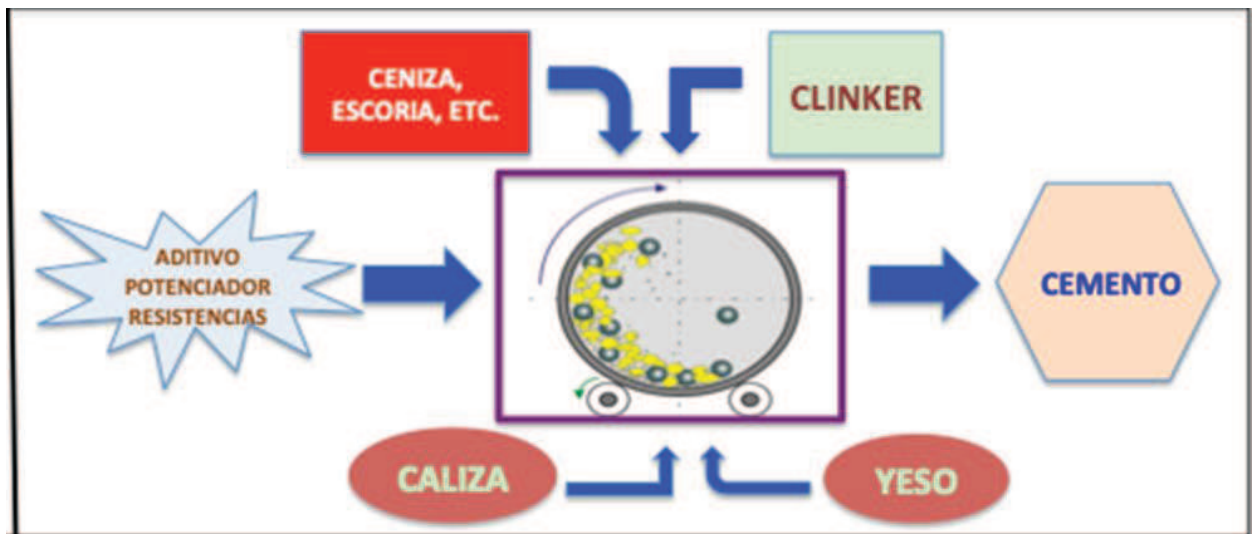 CENIZA,
ESCORIA, ETC.
CLINKER
ADITIVO
POTENCIADOR
RESISTENCIAS
CEMENTO
CALIZA
YESO